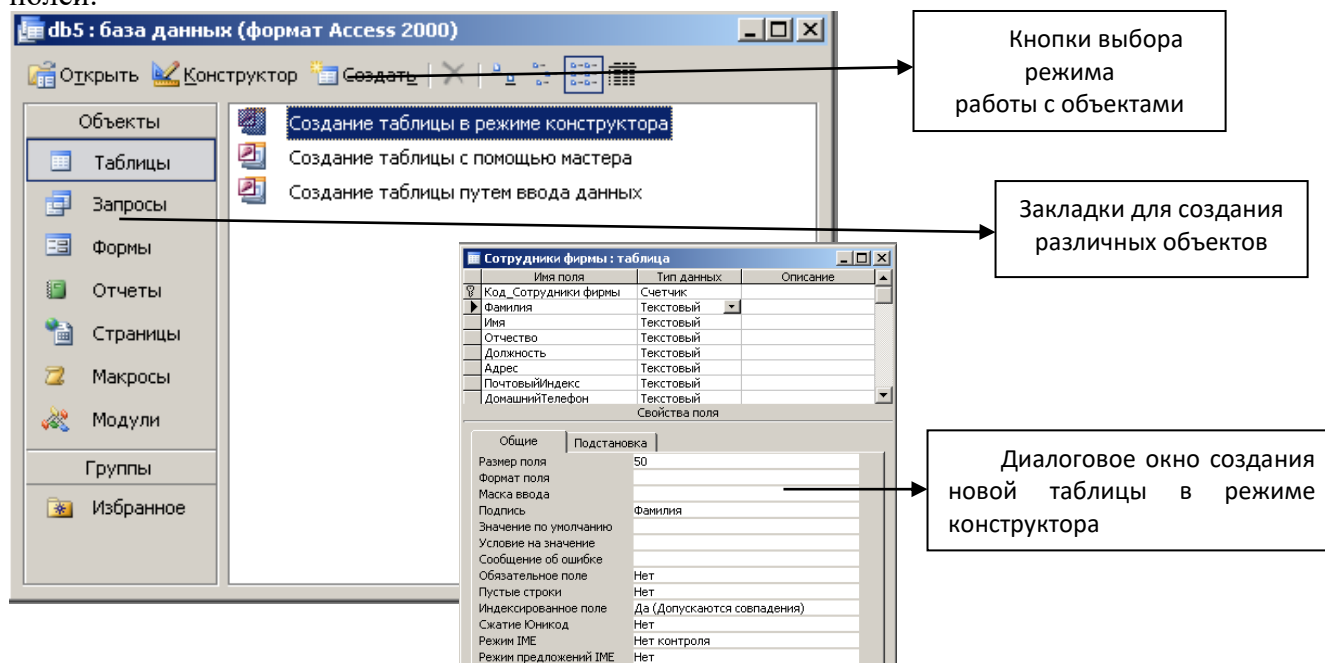 полей.
db5 : база данных (формат Access 2000)
Открыть Конструктор Создать
Объекты
Таблицы
Запросы
Формы
Отчеты
Страницы
Макросы
Модули
Группы
Избранное
Создание таблицы в режиме конструктора
Создание таблицы с помощью мастера
Создание таблицы путем ввода данных
Сотрудники фирмы : таблица
Имя поля Тип данных Описание
Код_Сотрудники фирмы Счетчик
Фамилия Текстовый
Имя Текстовый
Отчество Текстовый
Должность Текстовый
Адрес Текстовый
ПочтовыйИндекс Текстовый
ДомашнийТелефон Текстовый
Свойства поля
Общие Подстановка
Размер поля 50
Формат поля
Маска ввода
Подпись Фамилия
Значение по умолчанию
Условие на значение
Сообщение об ошибке
Обязательное поле Нет
Пустые строки Нет
Индексированное поле Да (Допускаются совпадения)
Сжатие Юникод Нет
Режим IME Нет контроля
Режим предложений IME Нет
Кнопки выбора
режима
работы с объектами
Закладки для создания
различных объектов
Диалоговое окно создания
новой таблицы в режиме
конструктора